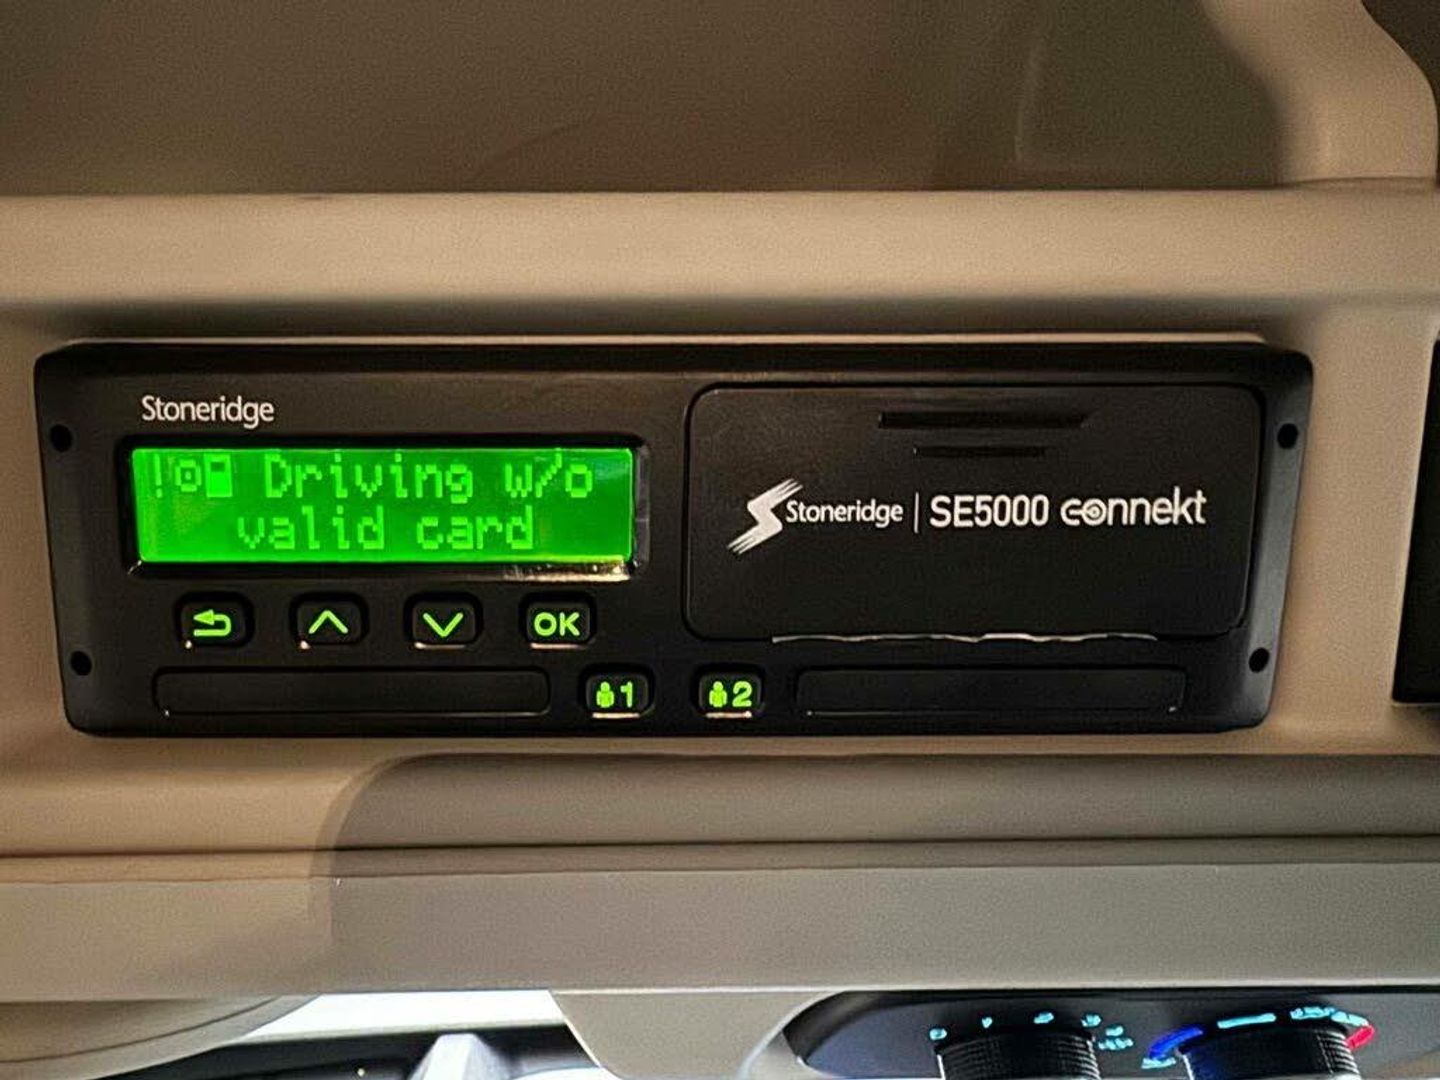 Stoneridge
! Driving w/o
valid card
Stoneridge | SE5000 connekt
OK
1
2